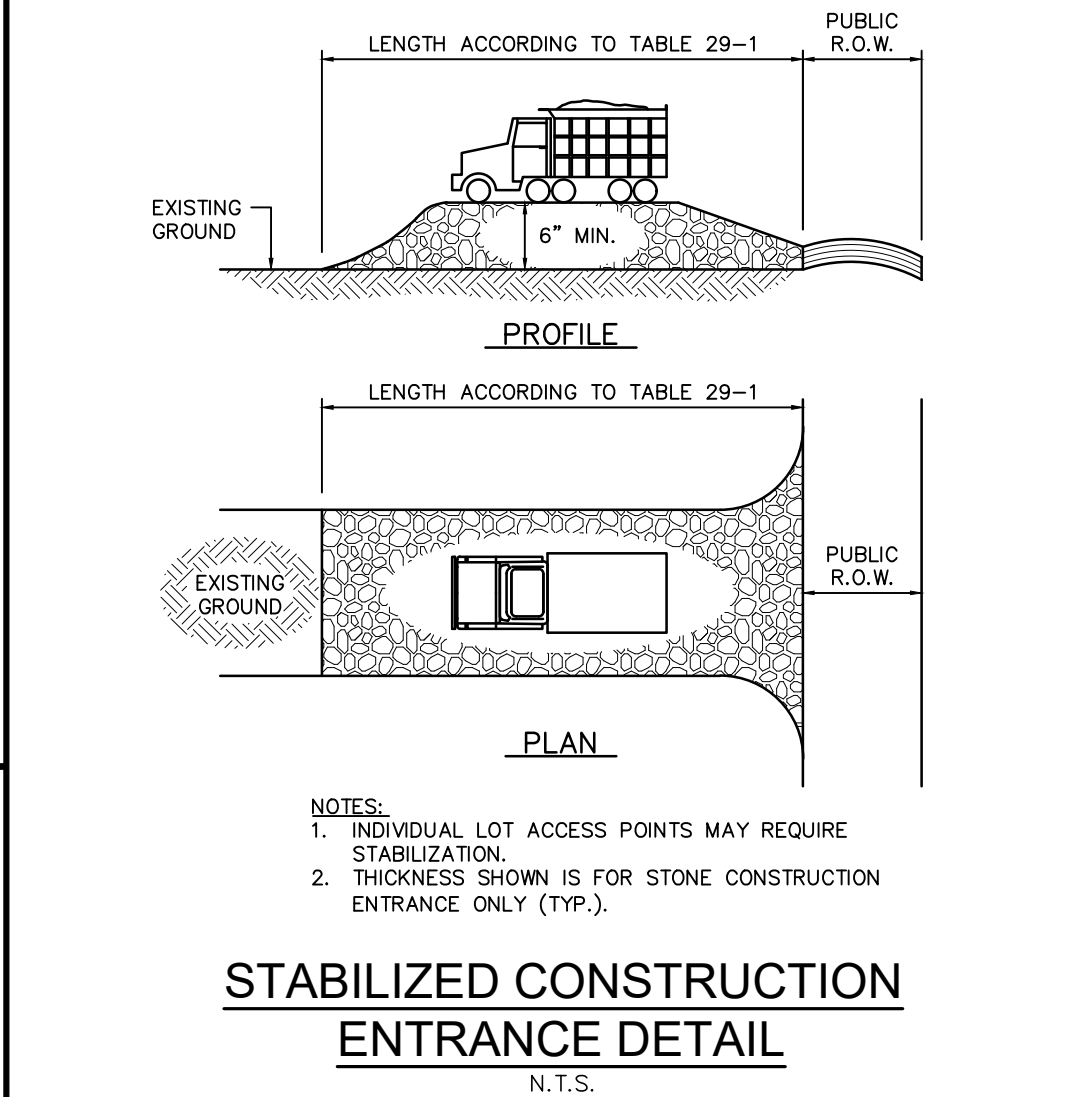 PUBLIC
R.O.W.
LENGTH ACCORDING TO TABLE 29-1
EXISTING
GROUND
6" MIN.
PROFILE
LENGTH ACCORDING TO TABLE 29-1
EXISTING
GROUND
PUBLIC
R.O.W.
PLAN
NOTES:
1. INDIVIDUAL LOT ACCESS POINTS MAY REQUIRE
STABILIZATION.
2. THICKNESS SHOWN IS FOR STONE CONSTRUCTION
ENTRANCE ONLY (TYP.).
STABILIZED CONSTRUCTION
ENTRANCE DETAIL
N.T.S.